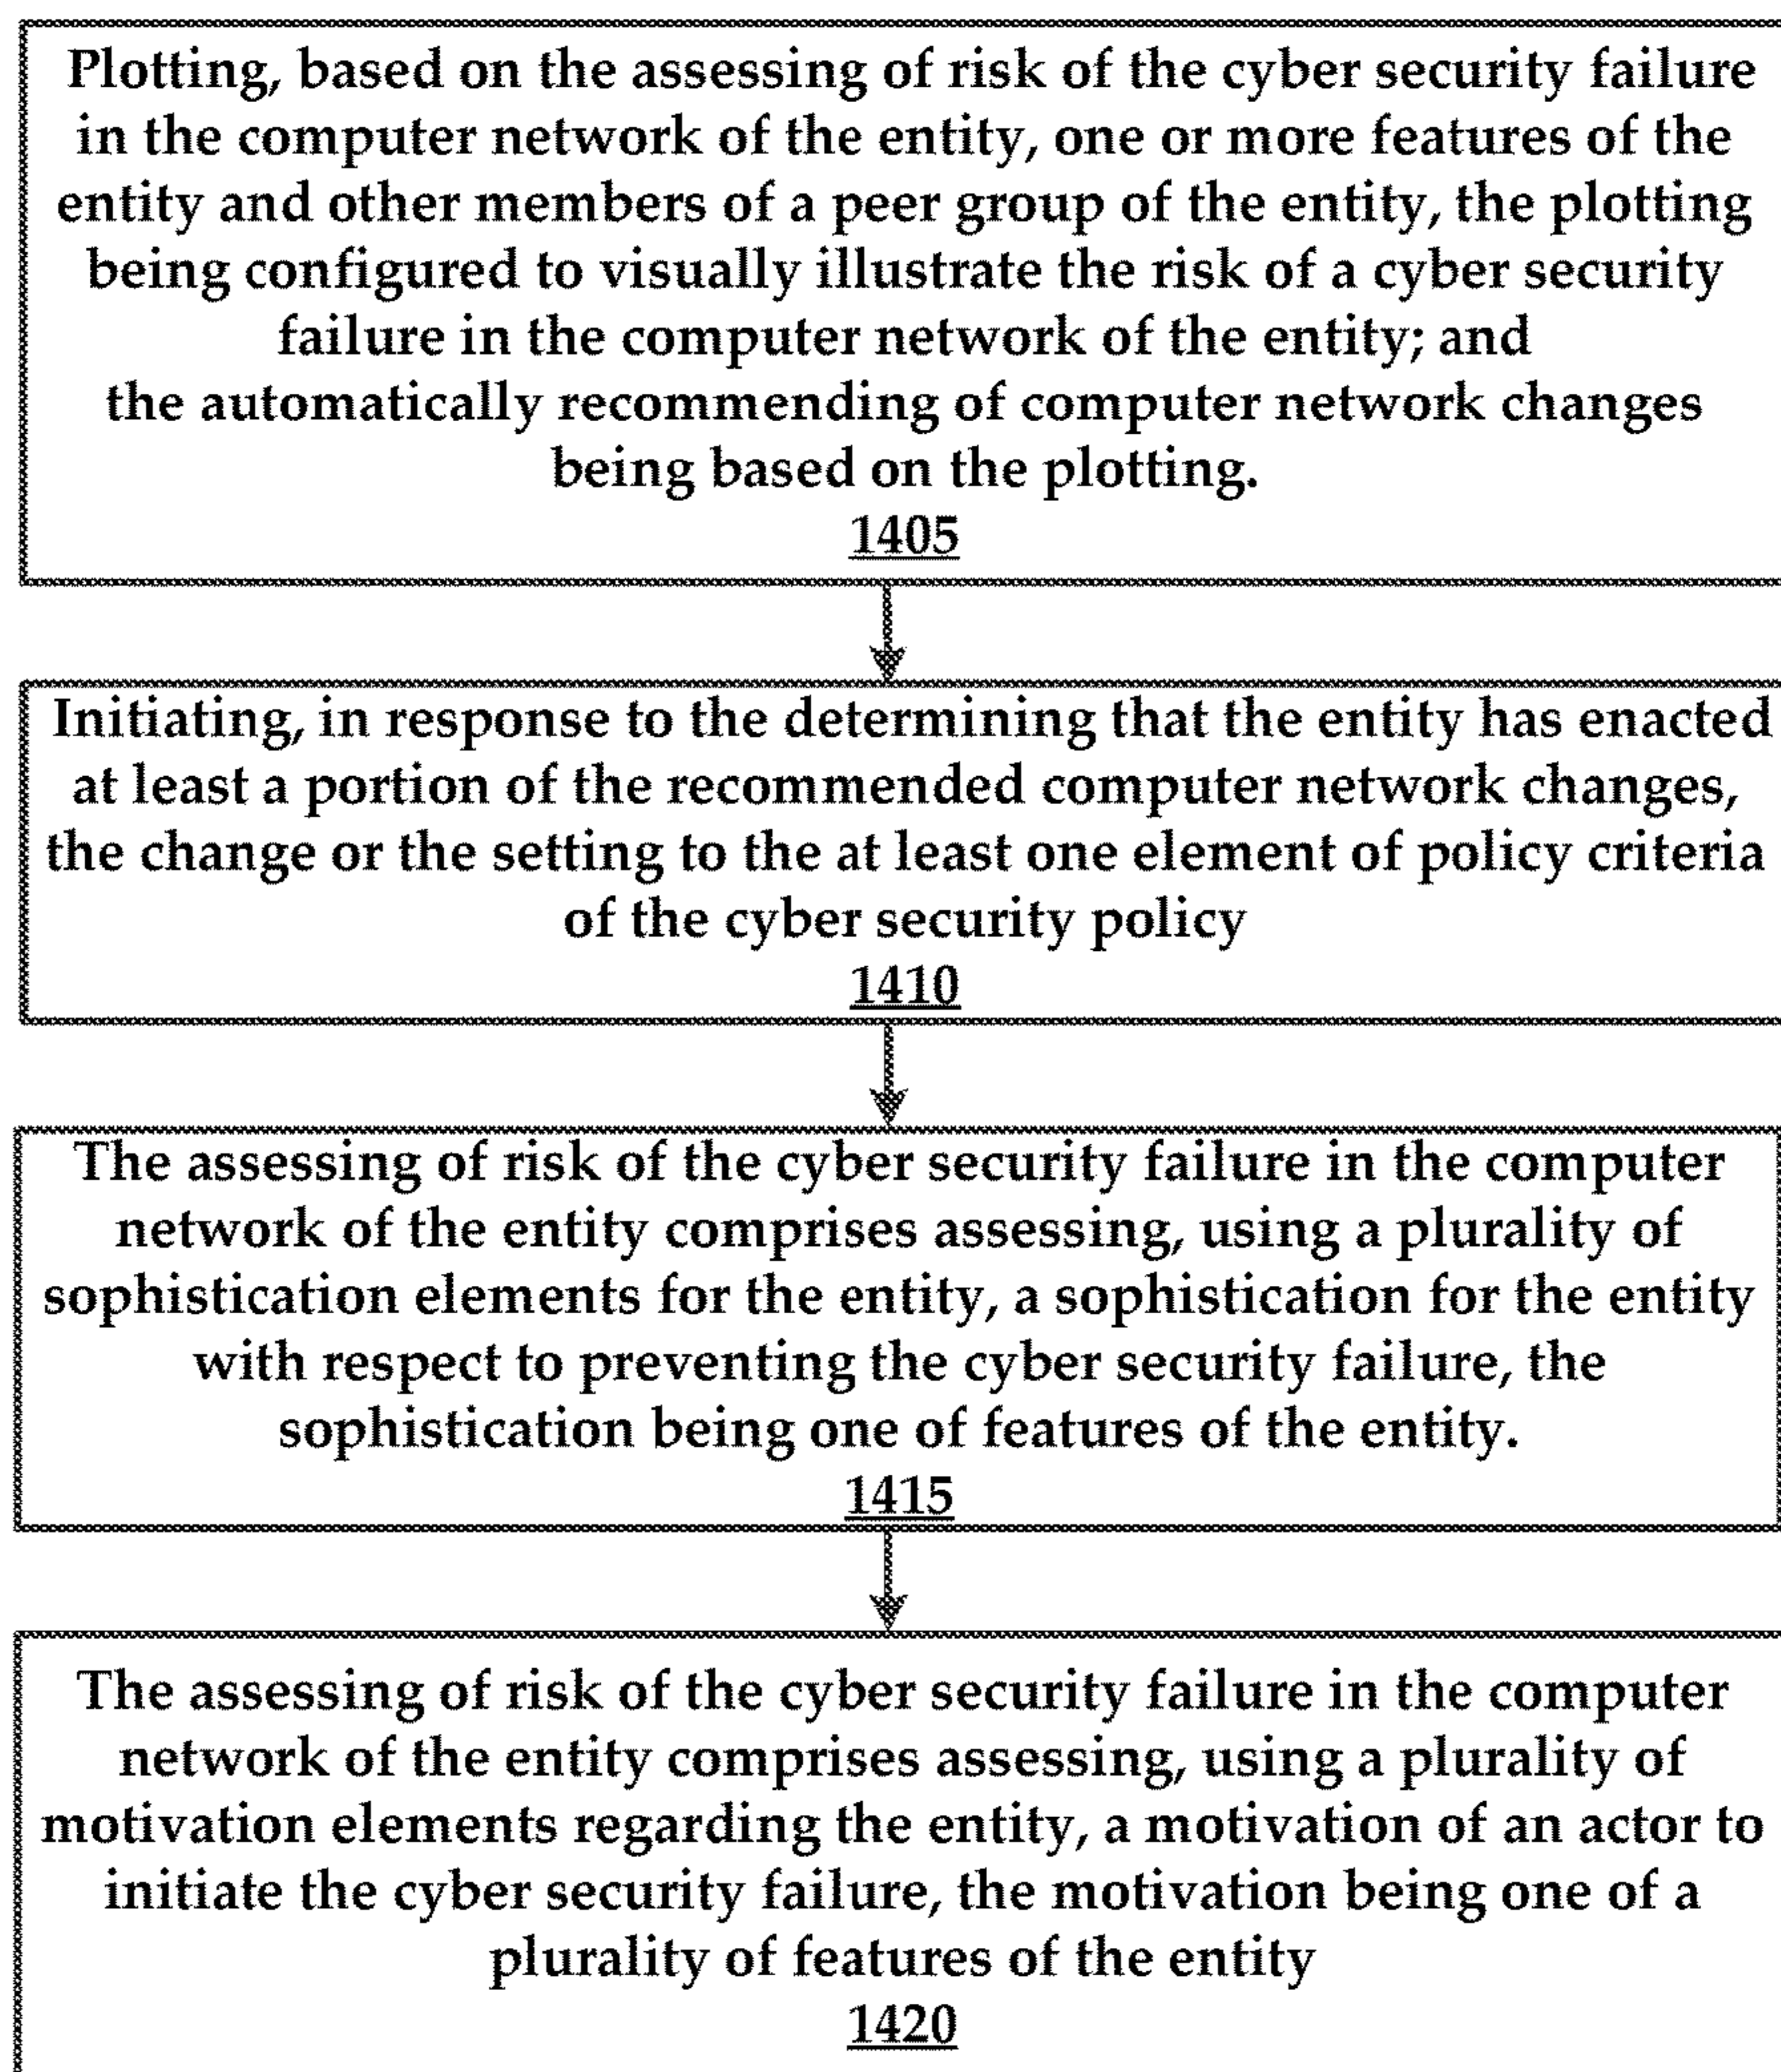 Plotting, based on the assessing of risk of the cyber security failure
in the computer network of the entity, one or more features of the
entity and other members of a peer group of the entity, the plotting
being configured to visually illustrate the risk of a cyber security
failure in the computer network of the entity; and
the automatically recommending of computer network changes
being based on the plotting.
1405
Initiating, in response to the determining that the entity has enacted
at least a portion of the recommended computer network changes,
the change or the setting to the at least one element of policy criteria
of the cyber security policy
1410
The assessing of risk of the cyber security failure in the computer
network of the entity comprises assessing, using a plurality of
sophistication elements for the entity, a sophistication for the entity
with respect to preventing the cyber security failure, the
sophistication being one of features of the entity.
1415
The assessing of risk of the cyber security failure in the computer
network of the entity comprises assessing, using a plurality of
motivation elements regarding the entity, a motivation of an actor to
initiate the cyber security failure, the motivation being one of a
plurality of features of the entity
1420